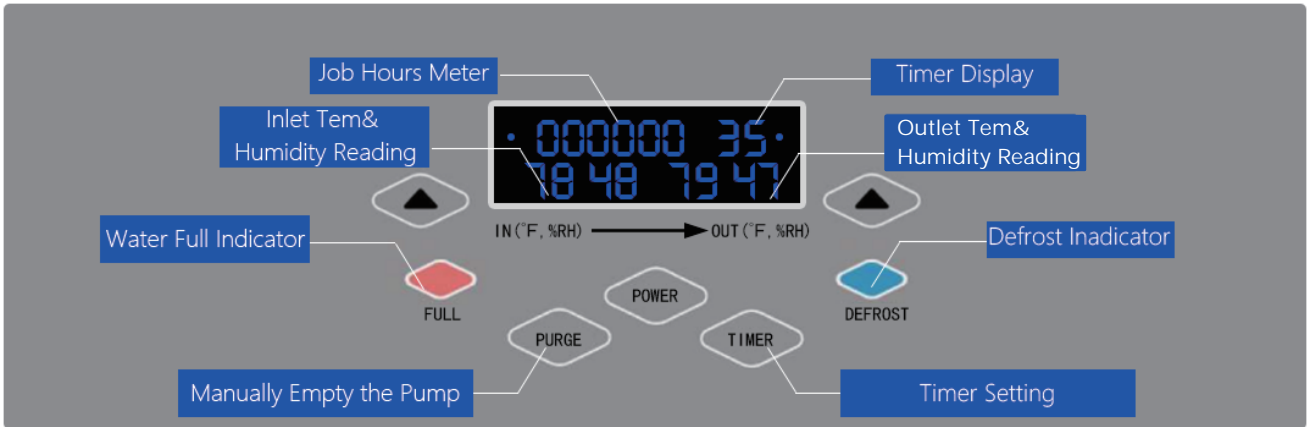 Job Hours Meter
Timer Display
Inlet Tem&
Humidity Reading
000000 35
Outlet Tem&
Humidity Reading
78 48 79 47
IN(°F, %RH) OUT(°F, %RH)
Water Full Indicator
Defrost Inadicator
FULL
POWER
DEFROST
PURGE
TIMER
Manually Empty the Pump
Timer Setting